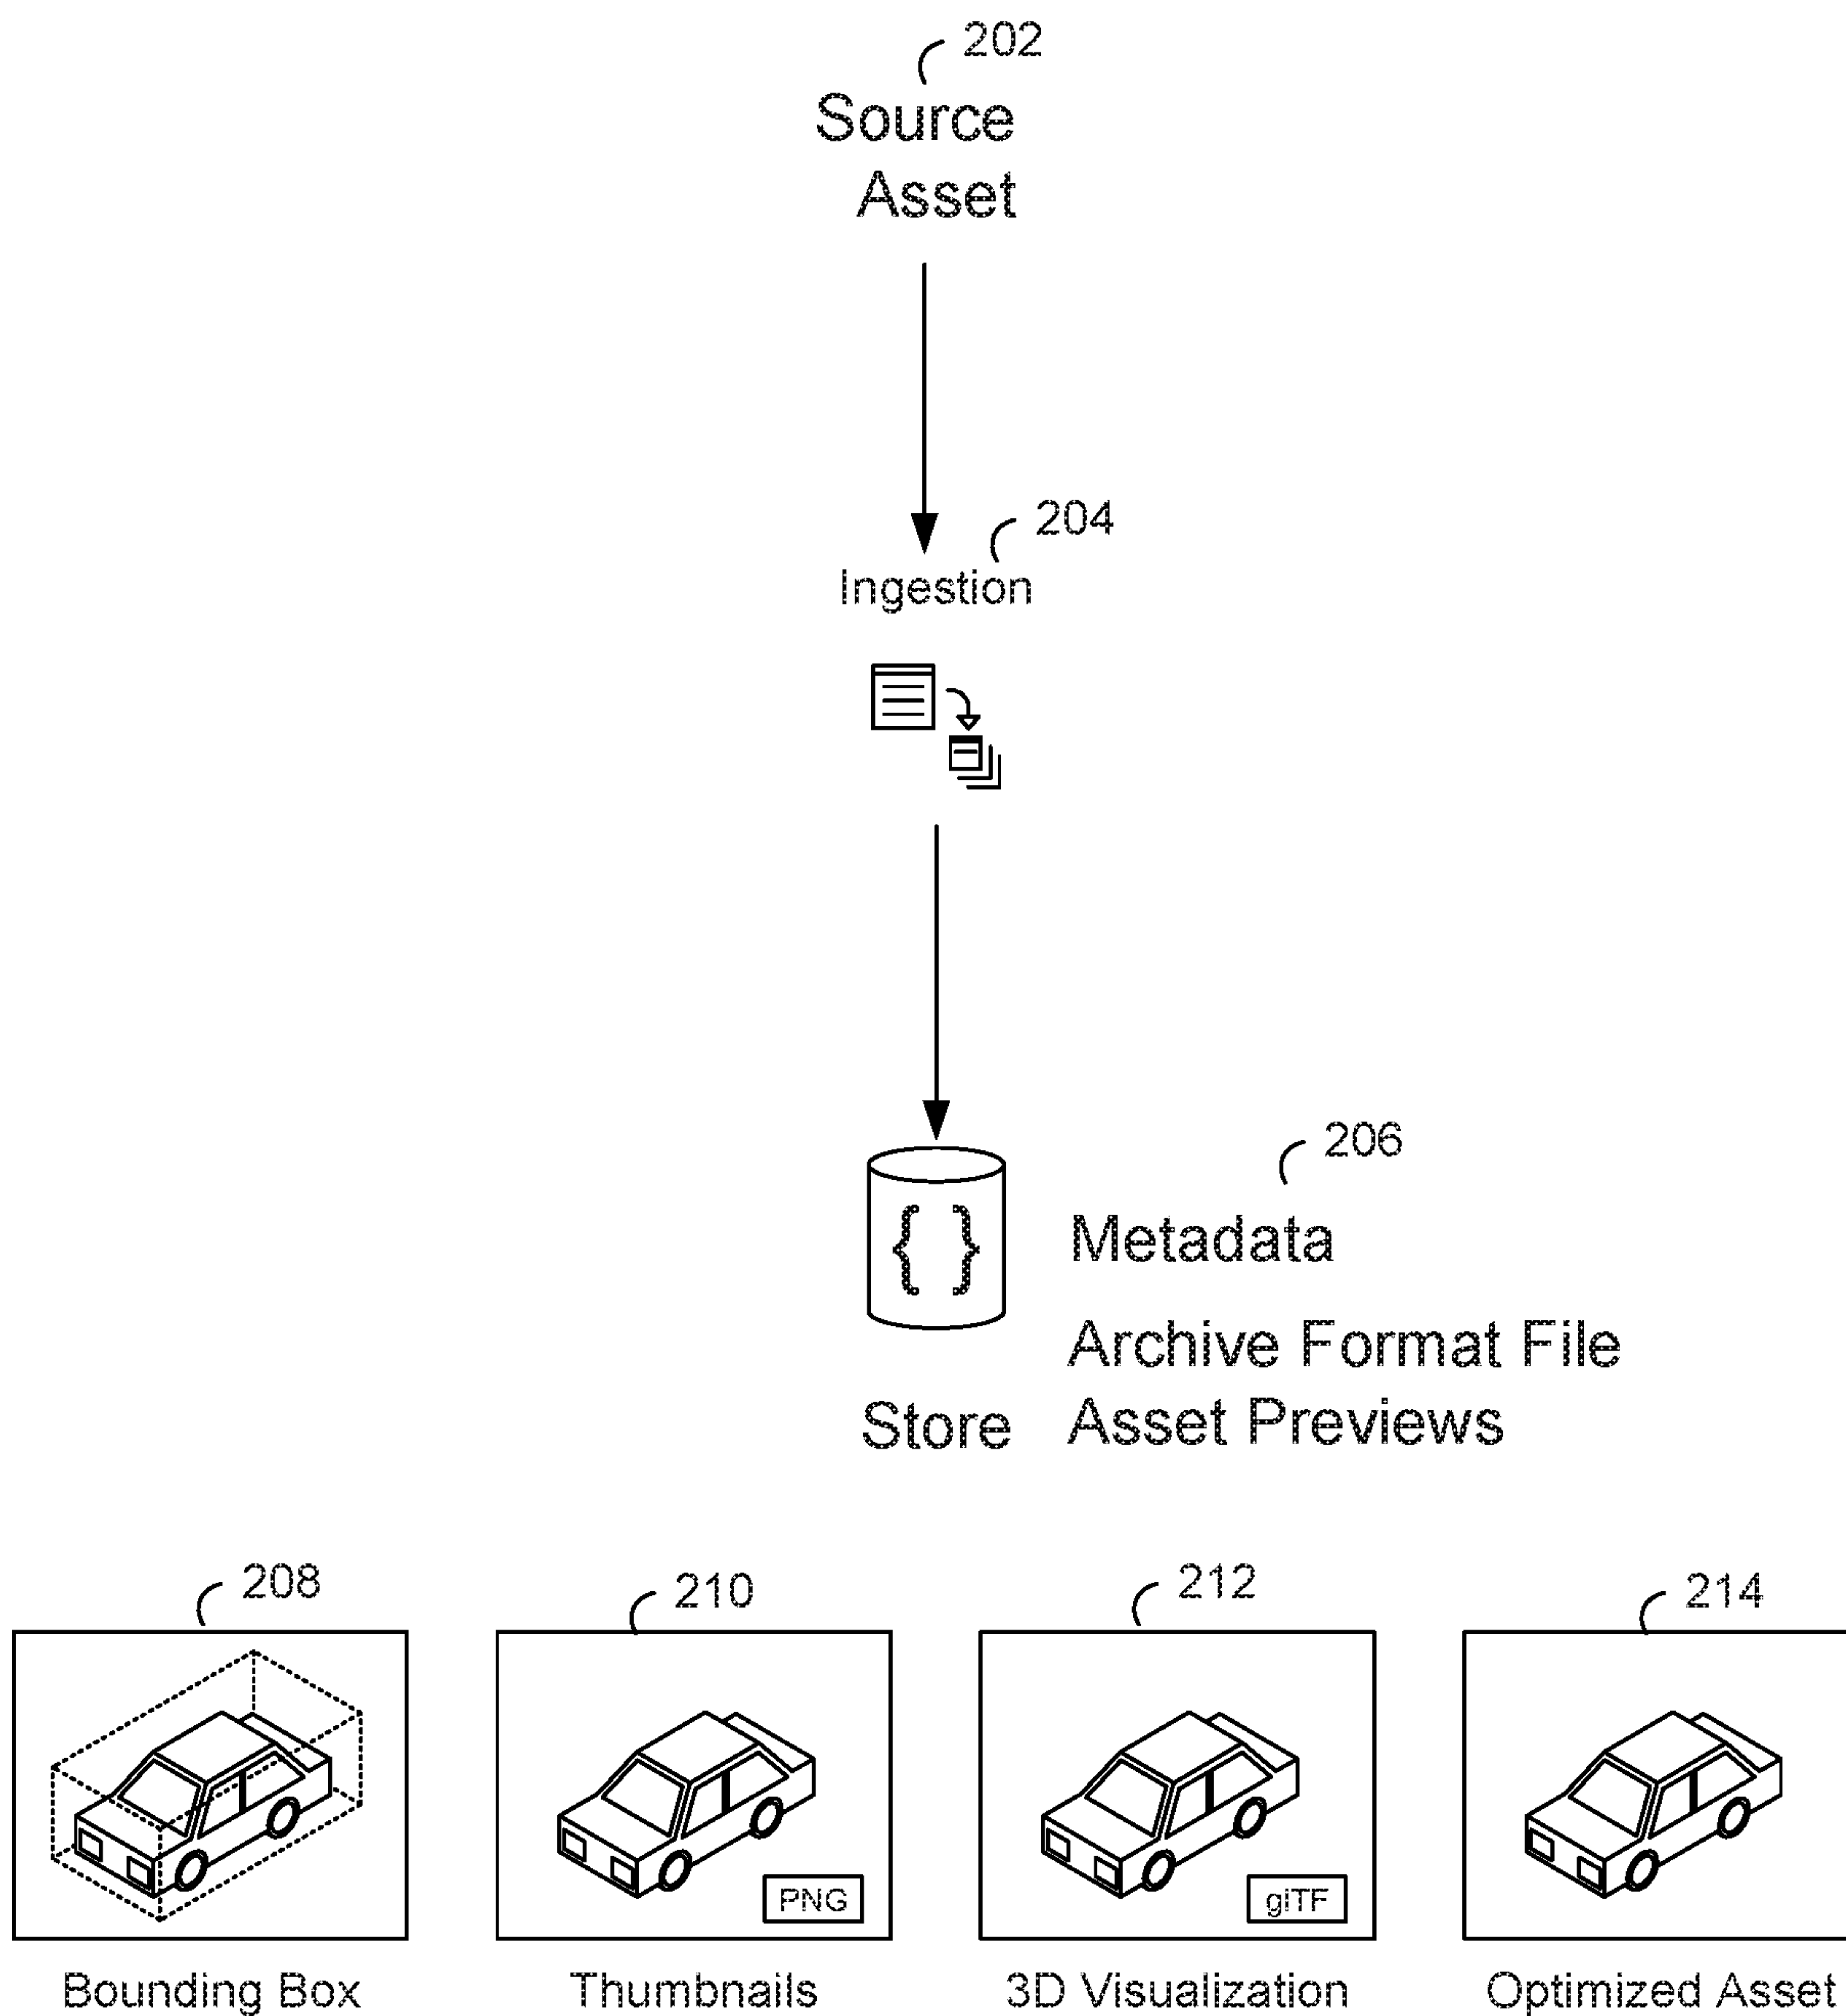 202
Source
Asset
204
Ingestion
206
{ }
Metadata
Archive Format File
Store
Asset Previews
208
210
212
214
PNG
glTF
Bounding Box
Thumbnails
3D Visualization
Optimized Asset